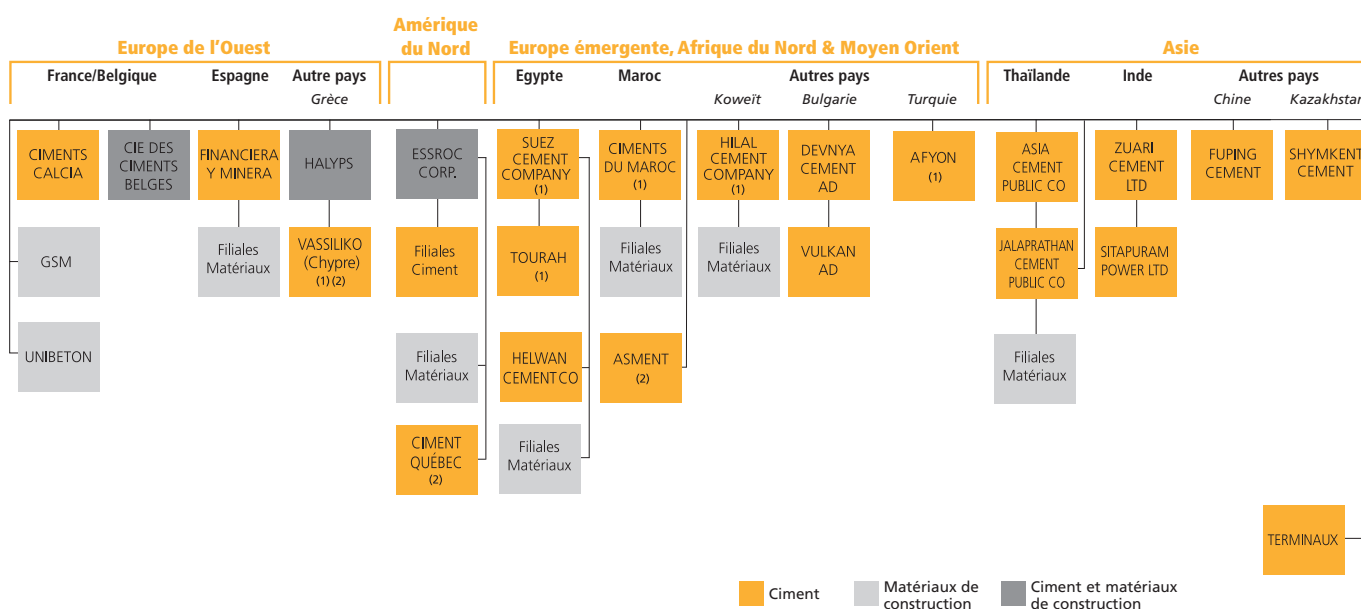 Amérique
du Nord
Europe de l'Ouest
Europe émergente, Afrique du Nord & Moyen Orient
Asie
France/Belgique
Espagne
Autre pays
Grèce
Egypte
Maroc
Autres pays
Koweït
Bulgarie
Turquie
Thaïlande
Inde
Autres pays
Chine
Kazakhstan
CIMENTS
CALCIA
CIE DES
CIMENTS
BELGES
FINANCIERA
Y MINERA
HALYPS
ESSROC
CORP.
SUEZ
CEMENT
COMPANY
(1)
CIMENTS
DU MAROC
(1)
HILAL
CEMENT
COMPANY
(1)
DEVNYA
CEMENT
AD
AFYON
(1)
ASIA
CEMENT
PUBLIC CO
ZUARI
CEMENT
LTD
FUPING
CEMENT
SHYMKENT
CEMENT
GSM
Filiales
Matériaux
VASSILIKO
(Chypre)
(1) (2)
Filiales
Ciment
TOURAH
(1)
Filiales
Matériaux
Filiales
Matériaux
VULKAN
AD
JALAPRATHAN
CEMENT
PUBLIC CO
SITAPURAM
POWER LTD
UNIBETON
Filiales
Matériaux
HELWAN
CEMENT CO
ASMENT
(2)
Filiales
Matériaux
CIMENT
QUÉBEC
(2)
Filiales
Matériaux
TERMINAUX
Ciment
Matériaux de
construction
Ciment et matériaux
de construction